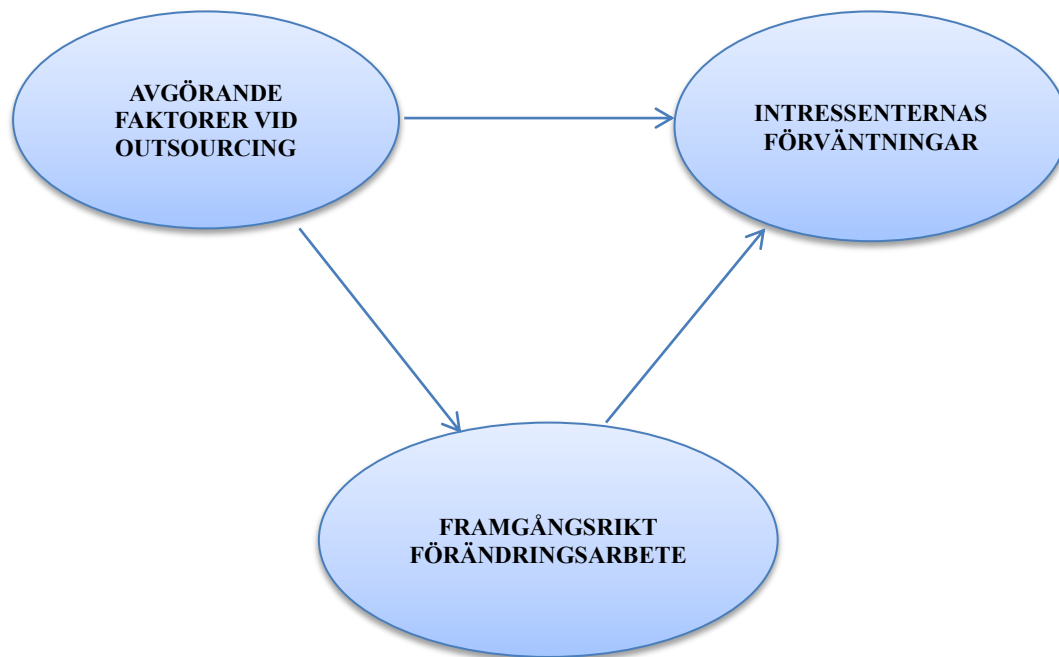 AVGÖRANDE
FAKTORER VID
OUTSOURCING
INTRESSENTERNAS
FÖRVÄNTNINGAR
FRAMGÅNGSRIKT
FÖRÄNDRINGSARBETE